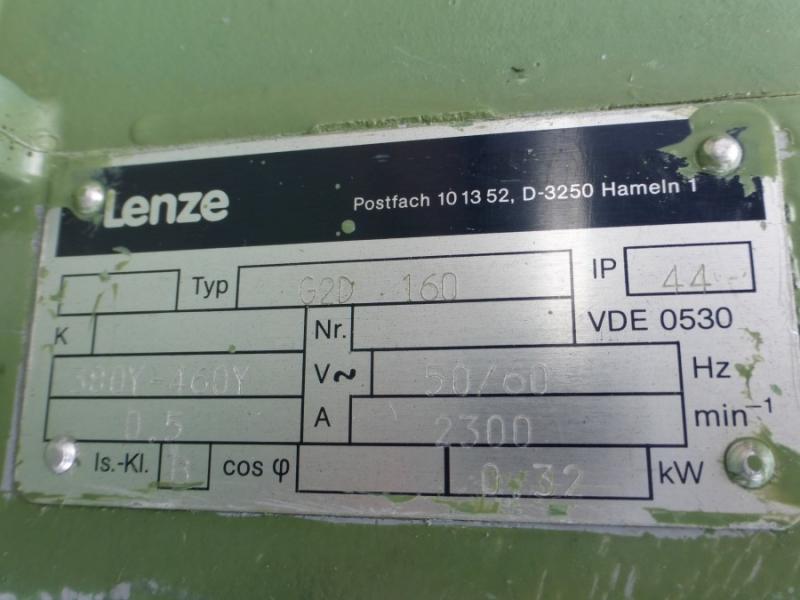 Lenze
Postfach 10 13 52, D-3250 Hameln 1
Typ G2D 160 IP 44
K Nr. VDE 0530
380Y-460Y V~ 50/60 Hz
0.5 A 2300 min⁻¹
Is.-Kl. B cos φ 0,32 kW